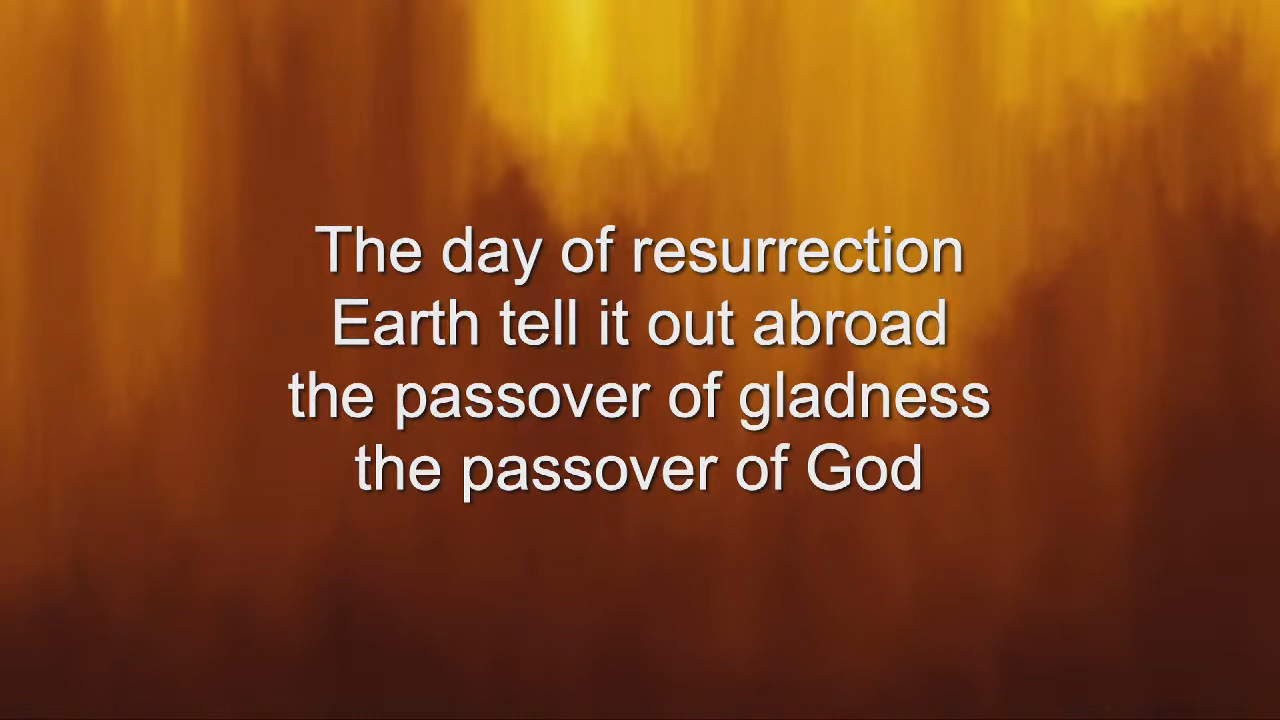 The day of resurrection
Earth tell it out abroad
the passover of gladness
the passover of God